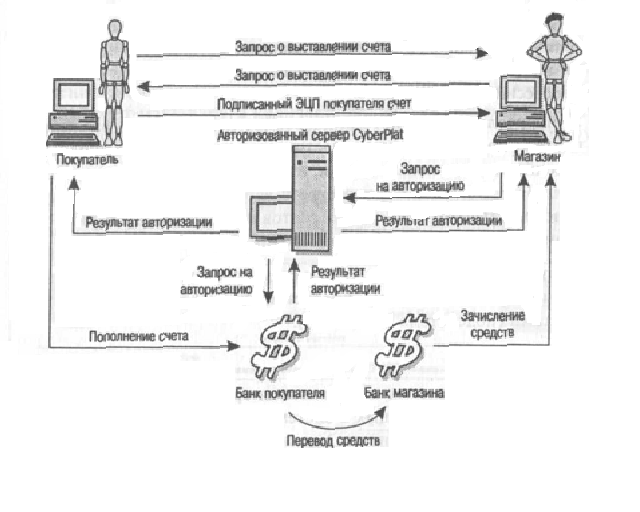 Запрос о выставлении счета
Запрос о выставлении счета
Подписанный ЭЦП покупателя счет
Авторизованный сервер CyberPlat
Покупатель
Магазин
Запрос
на авторизацию
Результат авторизации
Результат авторизации
Запрос на
авторизацию
Результат
авторизации
Пополнение счета
Зачисление
средств
Банк покупателя
Банк магазина
Перевод средств